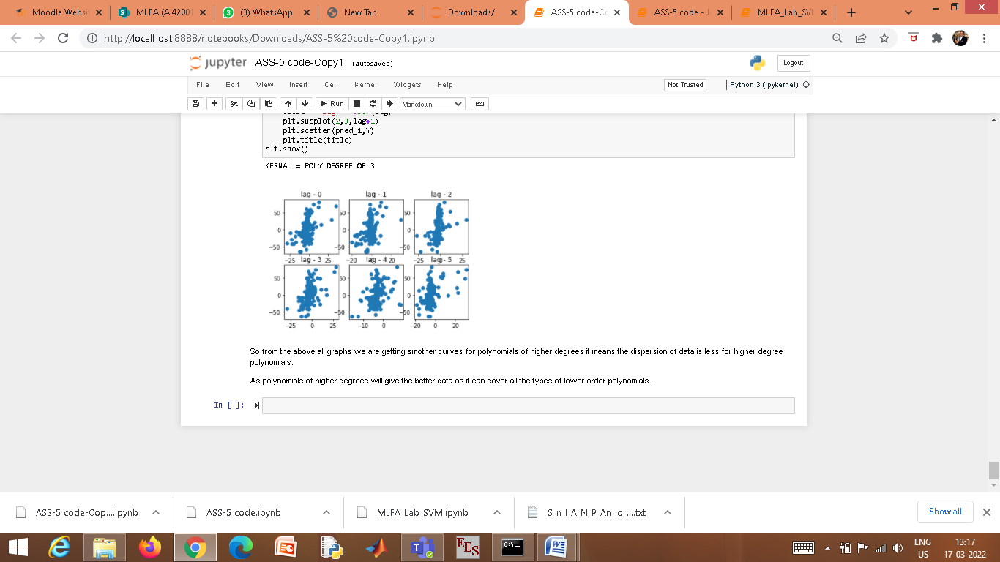 Moodle Websi
MLFA (AI4200
(3) WhatsApp
New Tab
Downloads/
ASS-5 code-Co
ASS-5 code - J
MLFA_Lab_SV
http://localhost:8888/notebooks/Downloads/ASS-5%20code-Copy1.ipynb
jupyter ASS-5 code-Copy1 (autosaved)
Logout
File Edit View Insert Cell Kernel Widgets Help
Not Trusted
Python 3 (ipykernel)
Run
Markdown
plt.subplot(2,3,lag+1)
plt.scatter(pred_1,Y)
plt.title(title)
plt.show()
KERNAL = POLY DEGREE OF 3
lag - 0 lag - 1 lag - 2
50 50 50
0 0
−50 −50 −50
−25 25 −20 20 −25 25
lag - 3 lag - 4 lag - 5
50 50 50
0 0
−50 −50 −50
−25 0 25 −10 0 −20 0 20
So from the above all graphs we are getting smother curves for polynomials of higher degrees it means the dispersion of data is less for higher degree
polynomials.
As polynomials of higher degrees will give the better data as it can cover all the types of lower order polynomials.
In [ ]:
ASS-5 code-Cop....ipynb
ASS-5 code.ipynb
MLFA_Lab_SVM.ipynb
S_n_I_A_N_P_An_Io_....txt
Show all
EES
C:\
ENG
US
13:17
17-03-2022